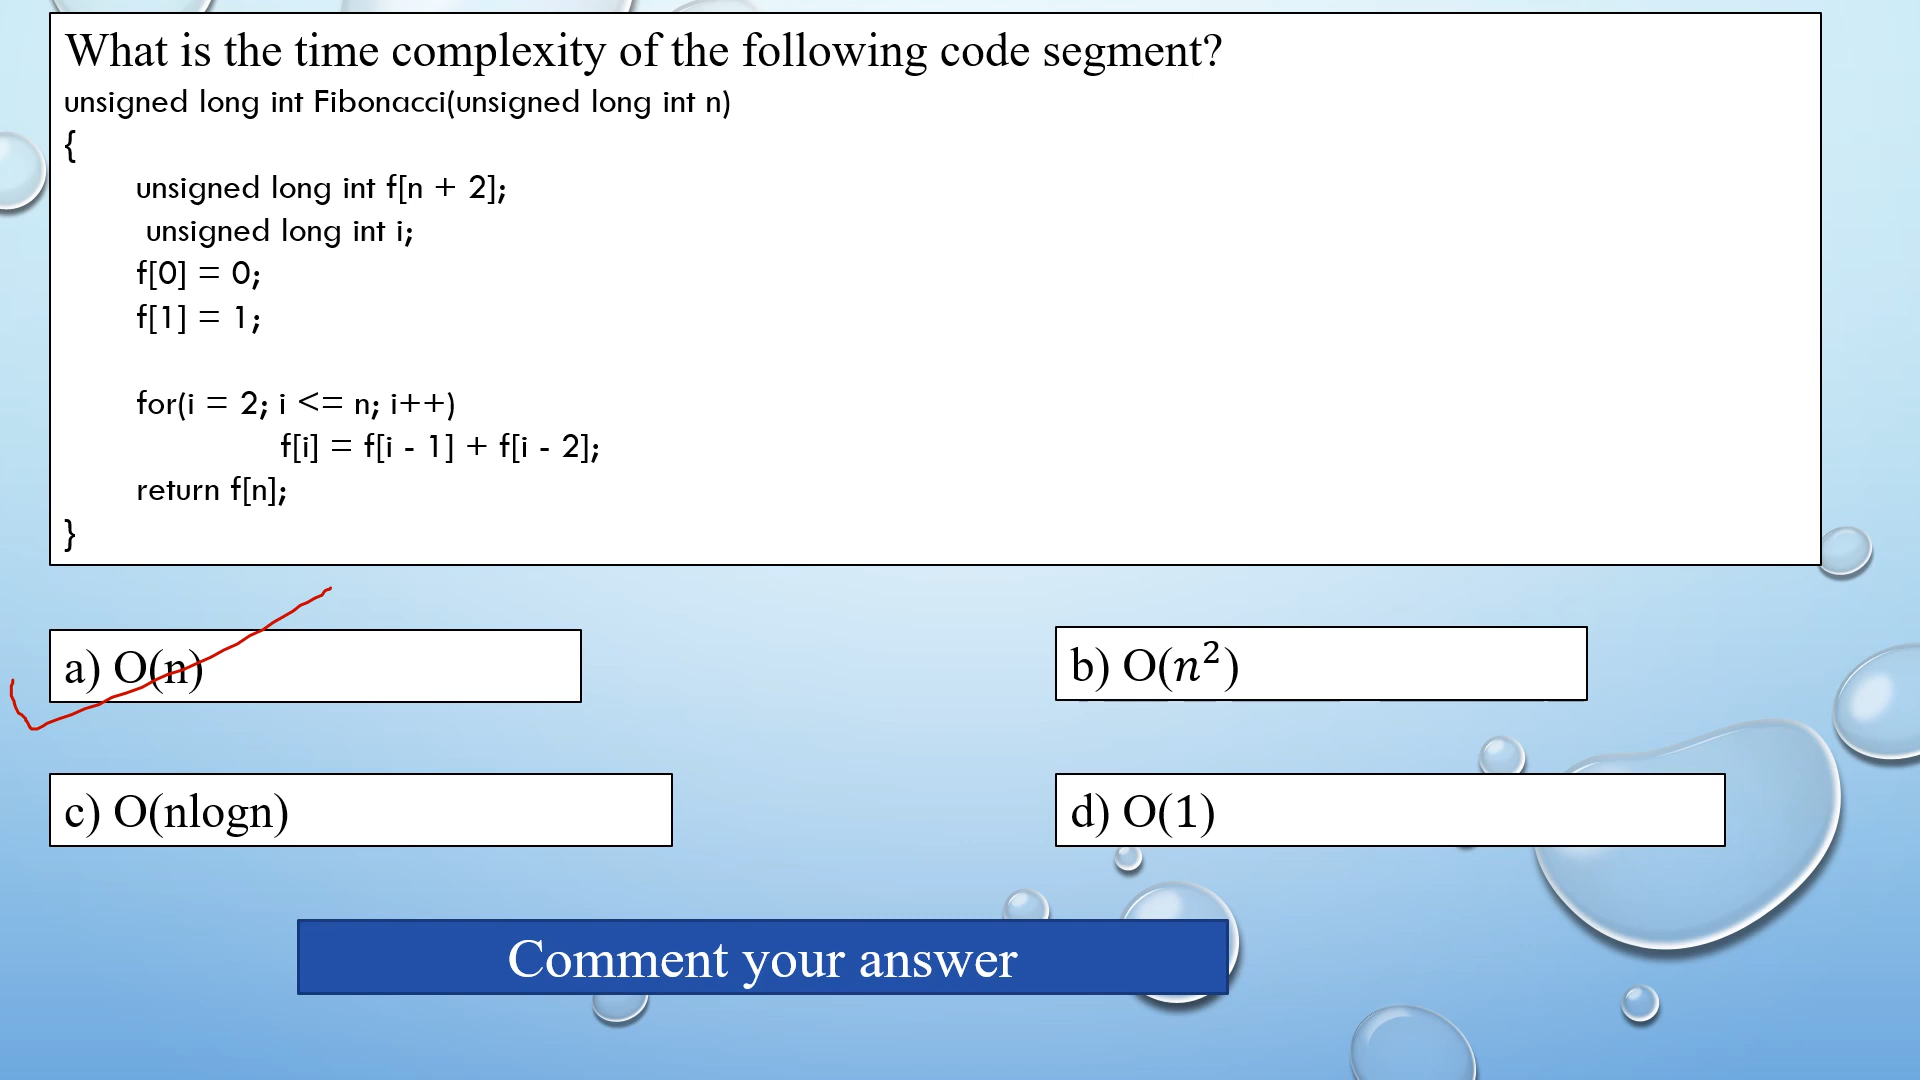 What is the time complexity of the following code segment?
unsigned long int Fibonacci(unsigned long int n)
{
unsigned long int f[n + 2];
unsigned long int i;
f[0] = 0;
f[1] = 1;
for(i = 2; i <= n; i++)
f[i] = f[i - 1] + f[i - 2];
return f[n];
}
a) O(n)
b) O(n²)
c) O(nlogn)
d) O(1)
Comment your answer